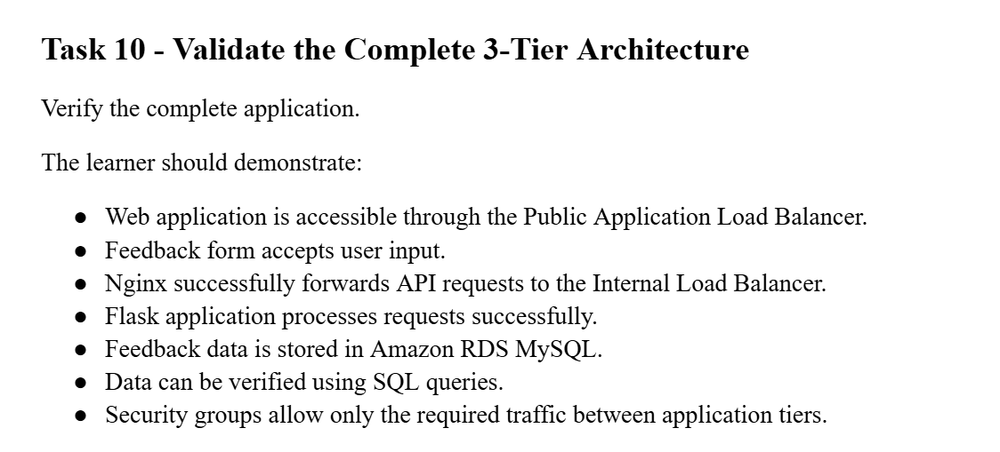 Task 10 - Validate the Complete 3-Tier Architecture
Verify the complete application.
The learner should demonstrate:
● Web application is accessible through the Public Application Load Balancer.
● Feedback form accepts user input.
● Nginx successfully forwards API requests to the Internal Load Balancer.
● Flask application processes requests successfully.
● Feedback data is stored in Amazon RDS MySQL.
● Data can be verified using SQL queries.
● Security groups allow only the required traffic between application tiers.